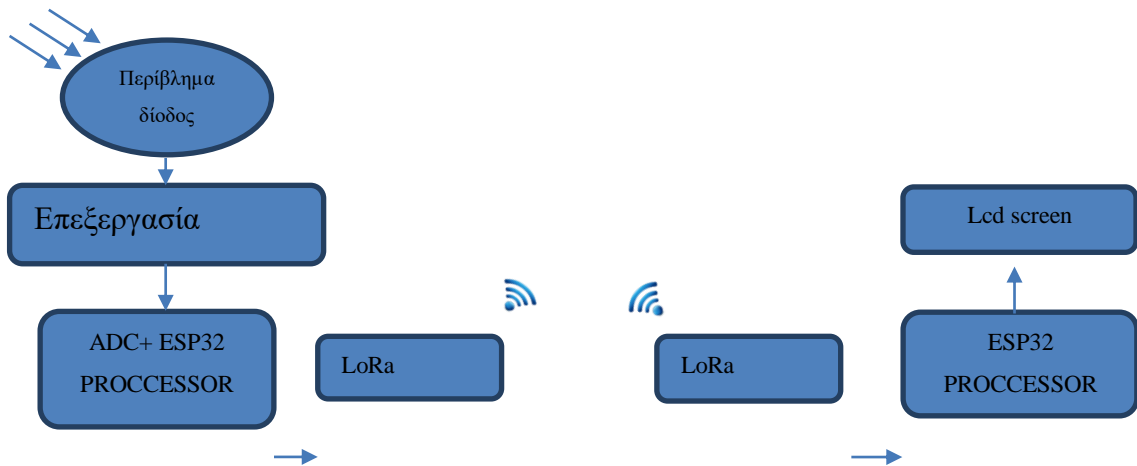 Περίβλημα
δίοδος
Επεξεργασία
Lcd screen
ADC+ ESP32
PROCCESSOR
LoRa
LoRa
ESP32
PROCCESSOR